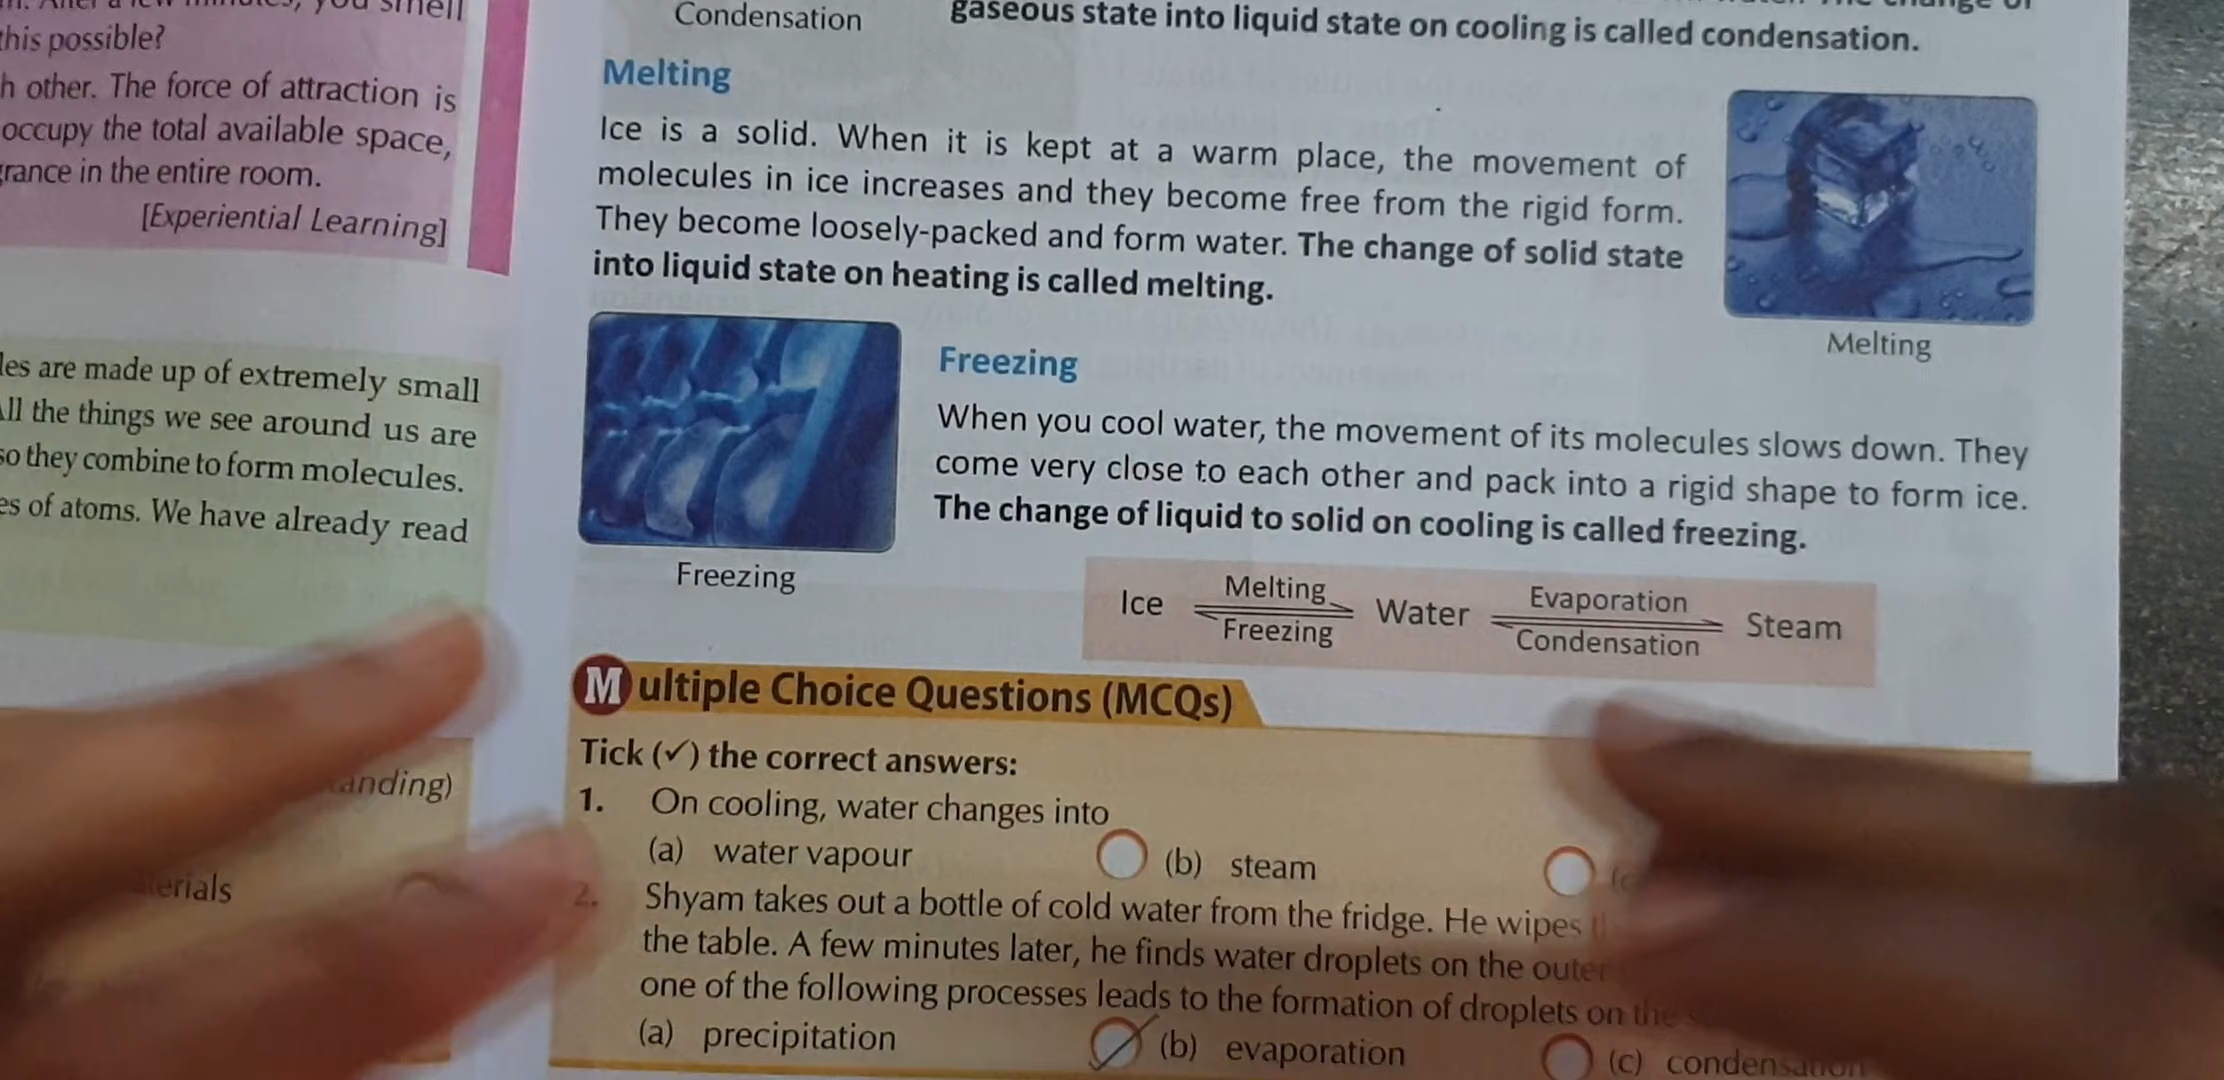 you smell
this possible?
h other. The force of attraction is
occupy the total available space,
grance in the entire room.
[Experiential Learning]
les are made up of extremely small
All the things we see around us are
so they combine to form molecules.
es of atoms. We have already read
anding)
erials
Condensation
gaseous state into liquid state on cooling is called condensation.
Melting
Ice is a solid. When it is kept at a warm place, the movement of
molecules in ice increases and they become free from the rigid form.
They become loosely-packed and form water. The change of solid state
into liquid state on heating is called melting.
Melting
Freezing
Freezing
When you cool water, the movement of its molecules slows down. They
come very close to each other and pack into a rigid shape to form ice.
The change of liquid to solid on cooling is called freezing.
Ice Melting Freezing Water Evaporation Condensation Steam
Multiple Choice Questions (MCQs)
Tick (✓) the correct answers:
1. On cooling, water changes into
(a) water vapour (b) steam
2. Shyam takes out a bottle of cold water from the fridge. He wipes
the table. A few minutes later, he finds water droplets on the outer
one of the following processes leads to the formation of droplets on the
(a) precipitation (b) evaporation (c) condensation